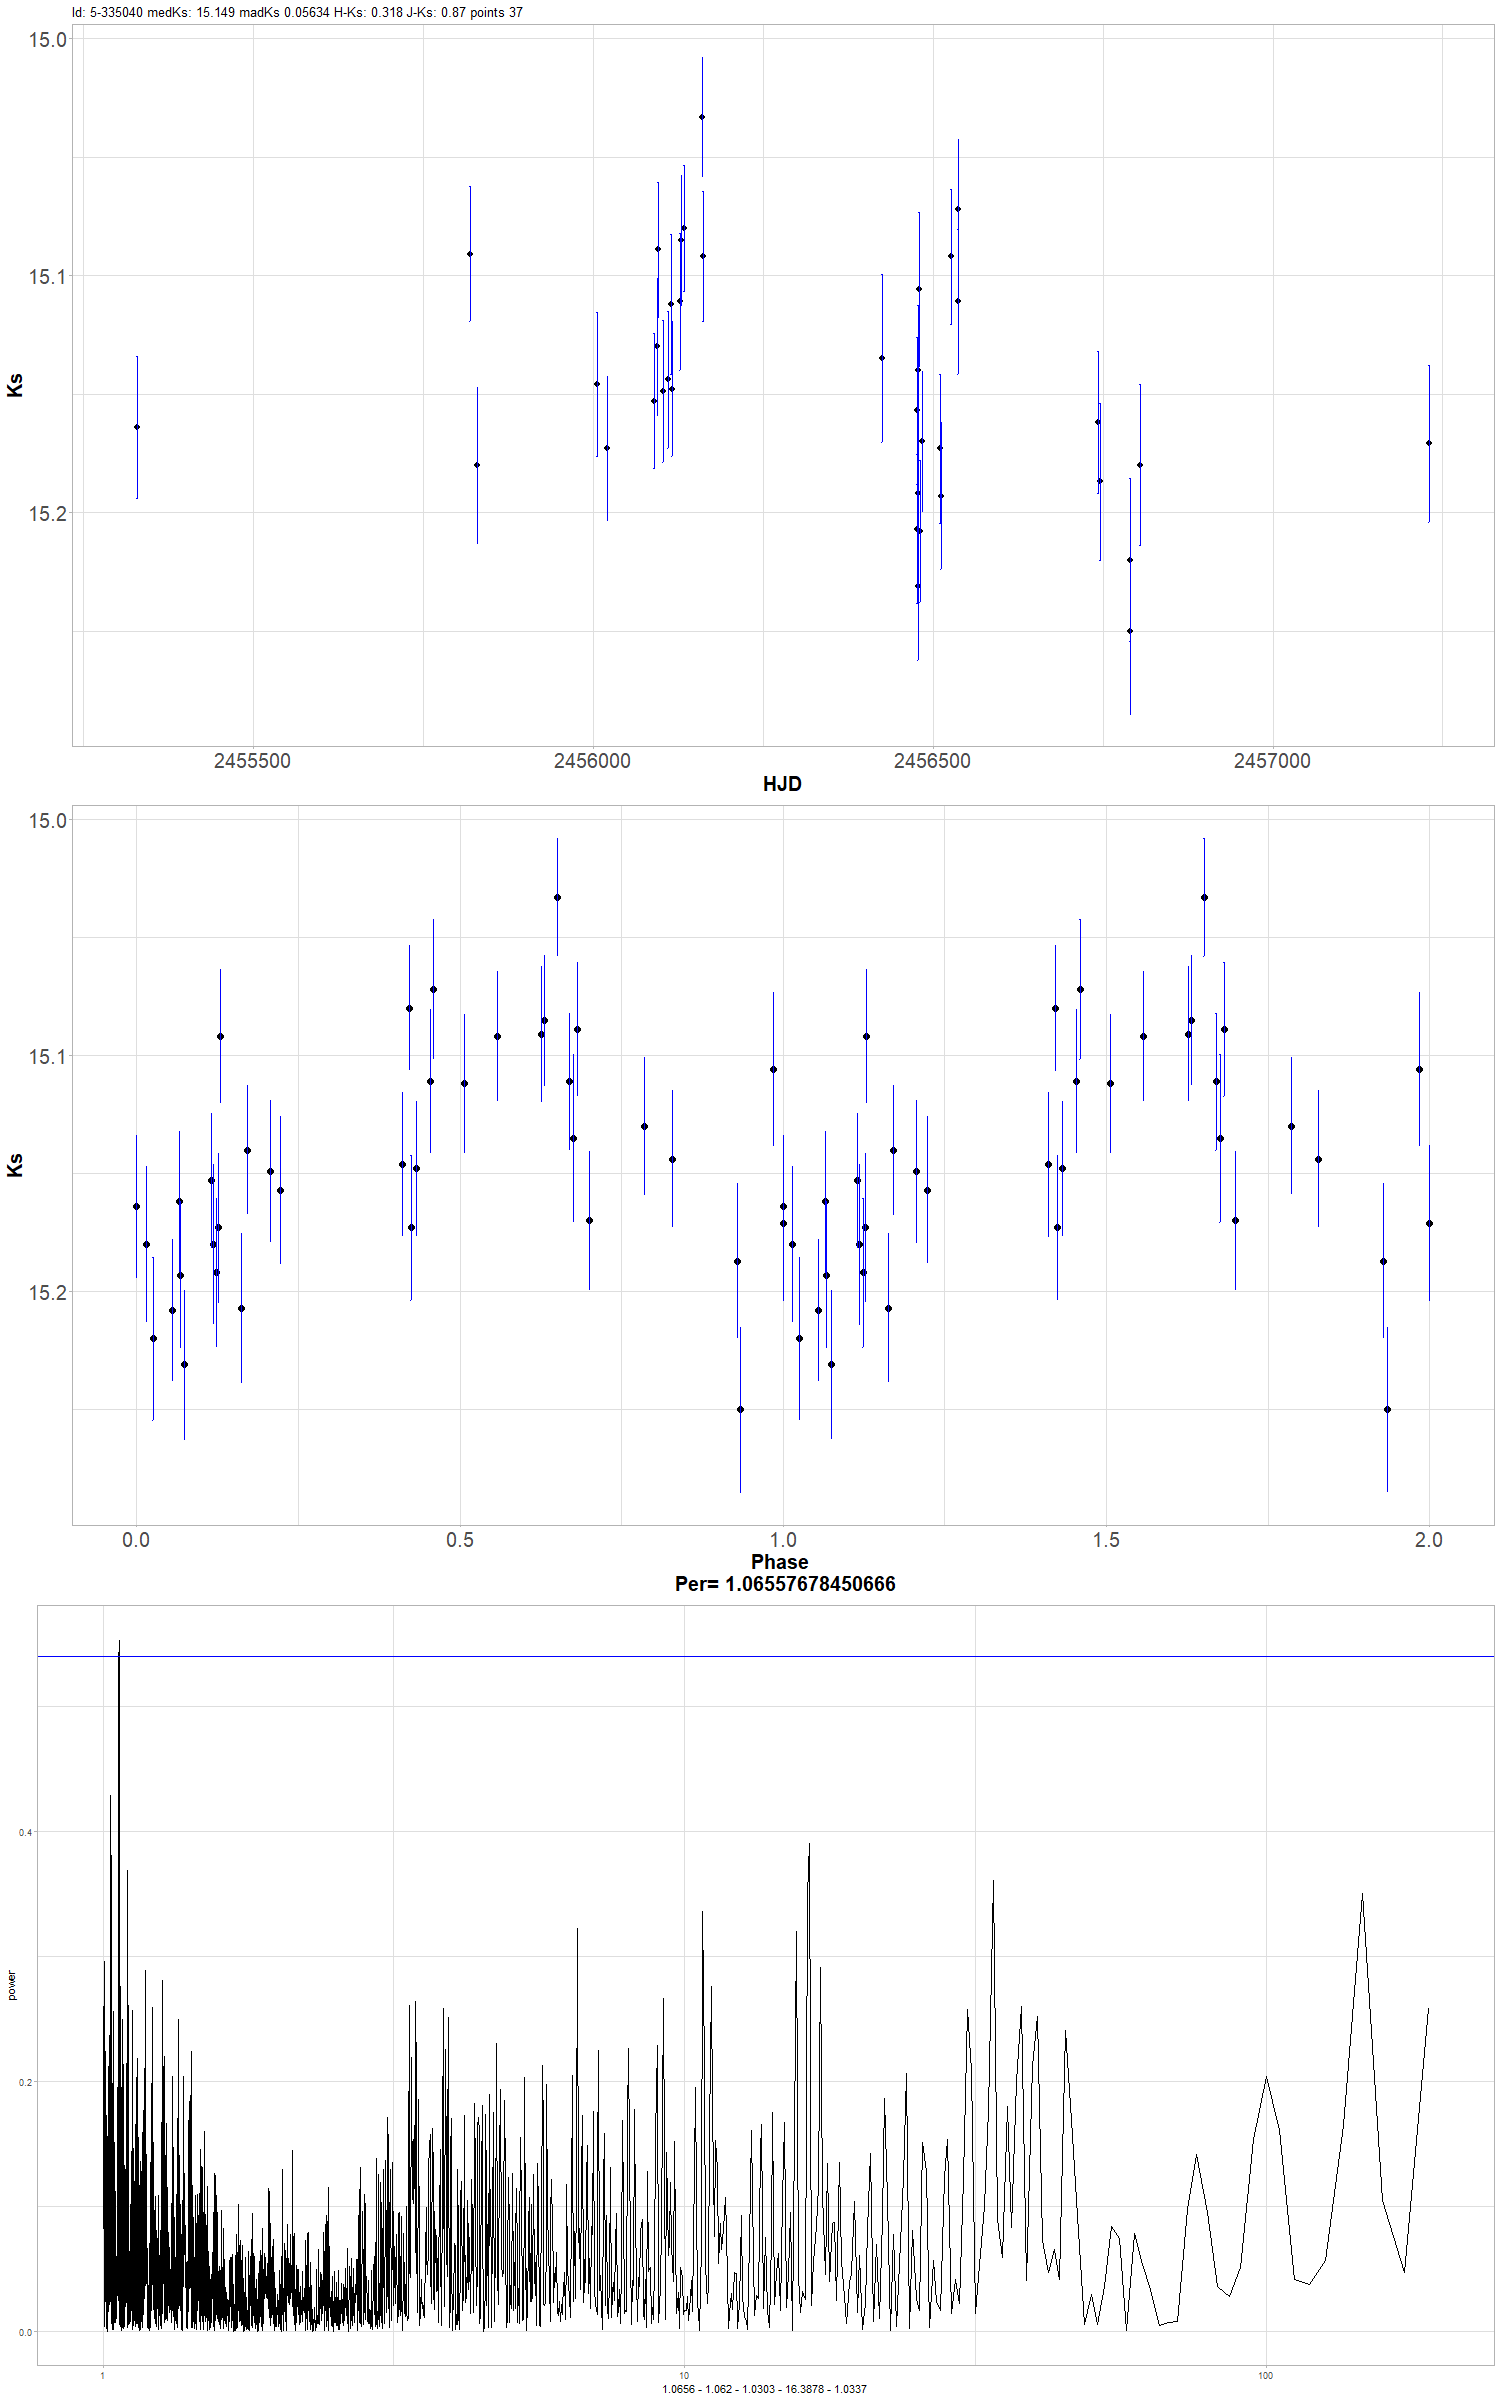 Id: 5-335040 medKs: 15.149 madKs 0.05634 H-Ks: 0.318 J-Ks: 0.87 points 37
15.0
15.1
15.2
Ks
2455500 2456000 2456500 2457000
HJD
15.0
15.1
15.2
Ks
0.0 0.5 1.0 1.5 2.0
Phase
Per= 1.06557678450666
0.4
0.2
0.0
power
1 10 100
1.0656 - 1.062 - 1.0303 - 16.3878 - 1.0337